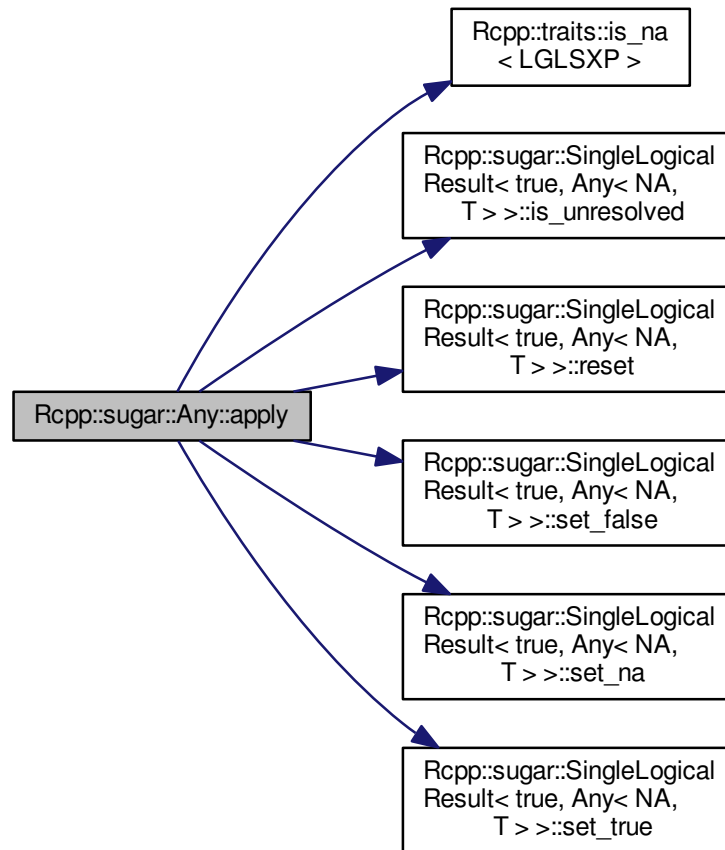 Rcpp::traits::is_na
< LGLSXP >
Rcpp::sugar::SingleLogical
Result< true, Any< NA,
T > >::is_unresolved
Rcpp::sugar::SingleLogical
Result< true, Any< NA,
T > >::reset
Rcpp::sugar::Any::apply
Rcpp::sugar::SingleLogical
Result< true, Any< NA,
T > >::set_false
Rcpp::sugar::SingleLogical
Result< true, Any< NA,
T > >::set_na
Rcpp::sugar::SingleLogical
Result< true, Any< NA,
T > >::set_true